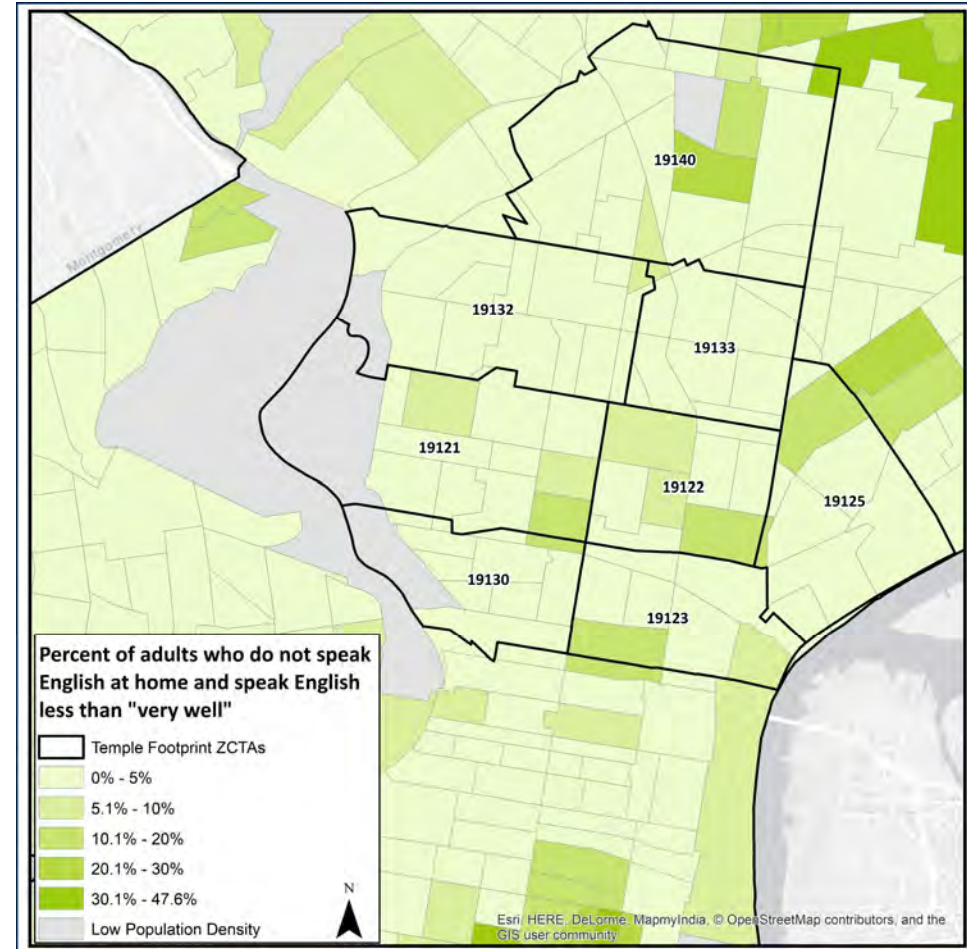 19140
Montgomery
19132
19133
19121
19122
19125
19130
19123
Percent of adults who do not speak
English at home and speak English
less than "very well"
Temple Footprint ZCTAs
0% - 5%
5.1% - 10%
10.1% - 20%
20.1% - 30%
30.1% - 47.6%
Low Population Density
N
Esri, HERE, DeLorme, MapmyIndia, © OpenStreetMap contributors, and the
GIS user community